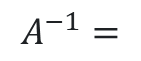 A⁻¹ =